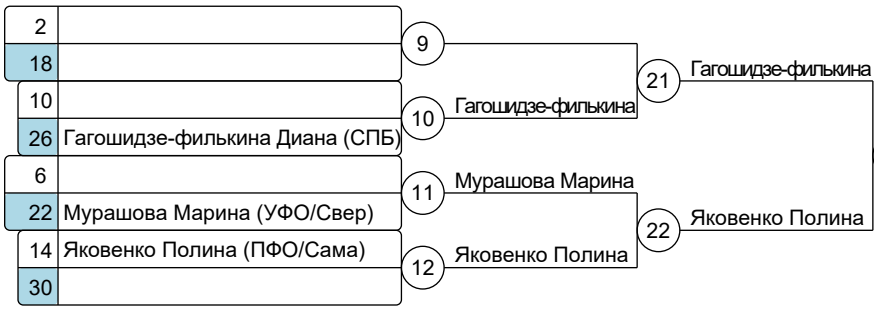 2
18
9
10
26 Гагошидзе-филькина Диана (СПБ)
10
Гагошидзе-филькина
21
Гагошидзе-филькина
6
22 Мурашова Марина (УФО/Свер)
11
Мурашова Марина
14 Яковенко Полина (ПФО/Сама)
30
12
Яковенко Полина
22
Яковенко Полина